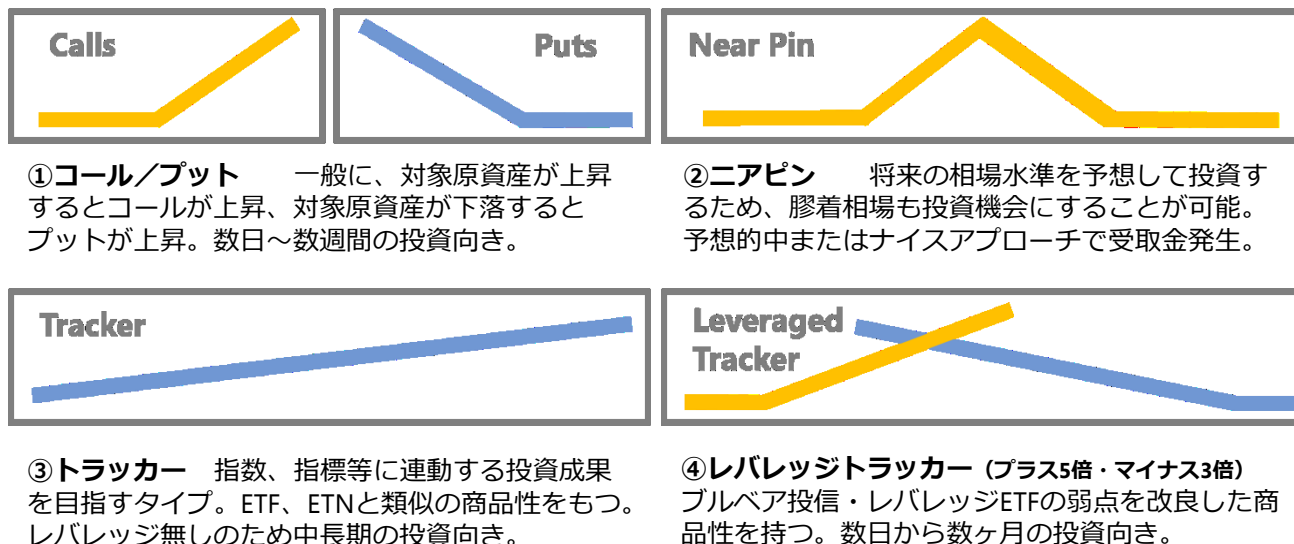 Calls
Puts
①コール／プット　　一般に、対象原資産が上昇
するとコールが上昇、対象原資産が下落すると
プットが上昇。数日～数週間の投資向き。
Near Pin
②ニアピン　　将来の相場水準を予想して投資す
るため、膠着相場も投資機会にすることが可能。
予想的中またはナイスアプローチで受取金発生。
Tracker
③トラッカー　指数、指標等に連動する投資成果
を目指すタイプ。ETF、ETNと類似の商品性をもつ。
レバレッジ無しのため中長期の投資向き。
Leveraged
Tracker
④レバレッジトラッカー（プラス5倍・マイナス3倍）
ブルベア投信・レバレッジETFの弱点を改良した商
品性を持つ。数日から数ヶ月の投資向き。